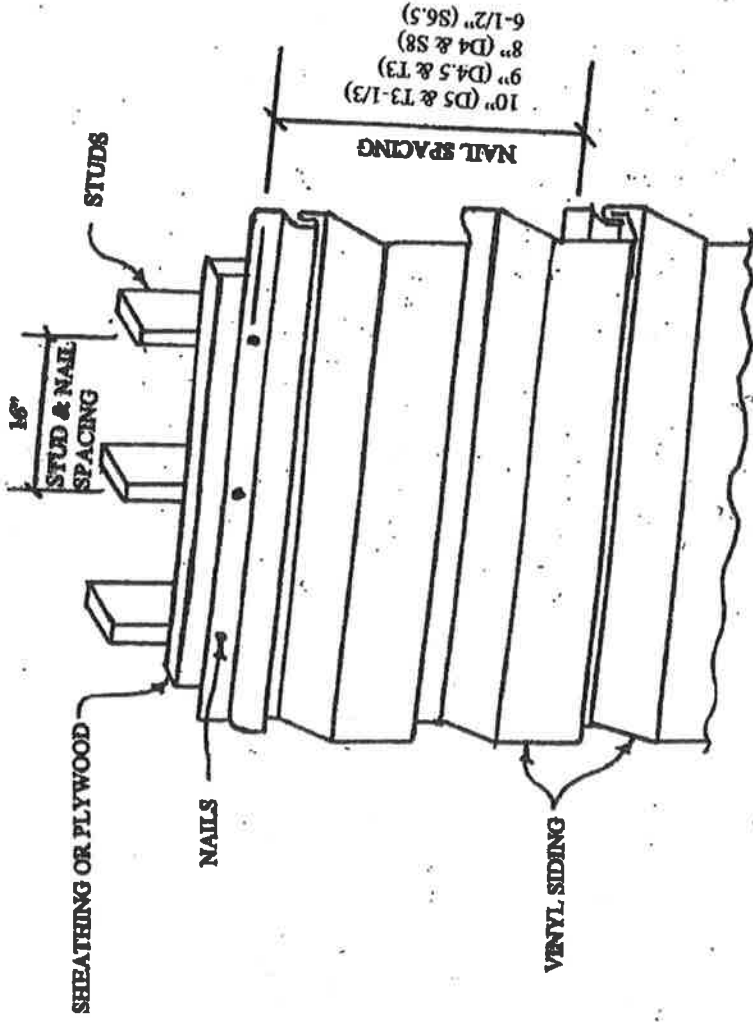 SHEATHING OR PLYWOOD
16"
STUD & NAIL
SPACING
STUDS
NAILS
NAIL SPACING
10" (D5 & T3-1/3)
9" (D4.5 & T3)
8" (D4 & S8)
6-1/2" (S6.5)
VINYL SIDING